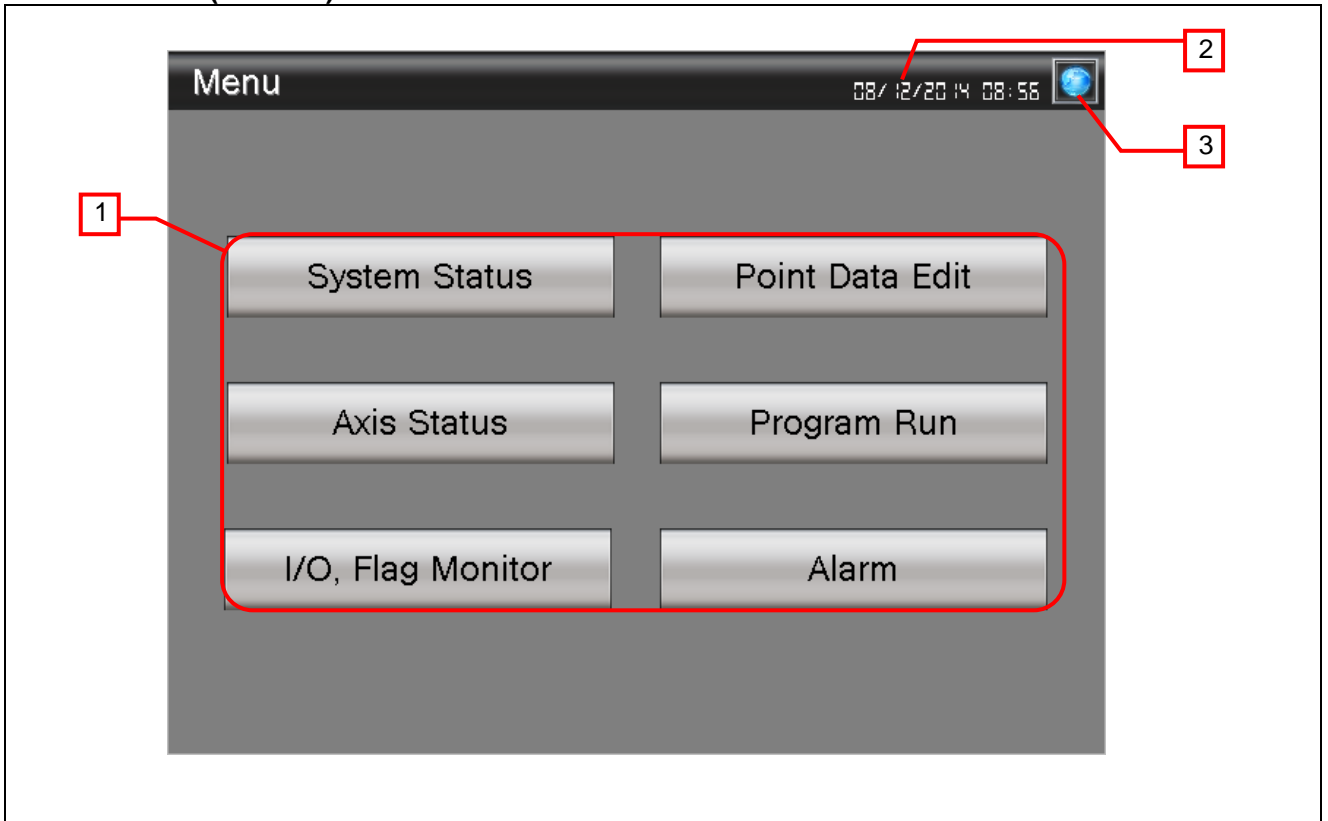 2
Menu 08/12/2014 08:56
3
1
System Status Point Data Edit
Axis Status Program Run
I/O, Flag Monitor Alarm